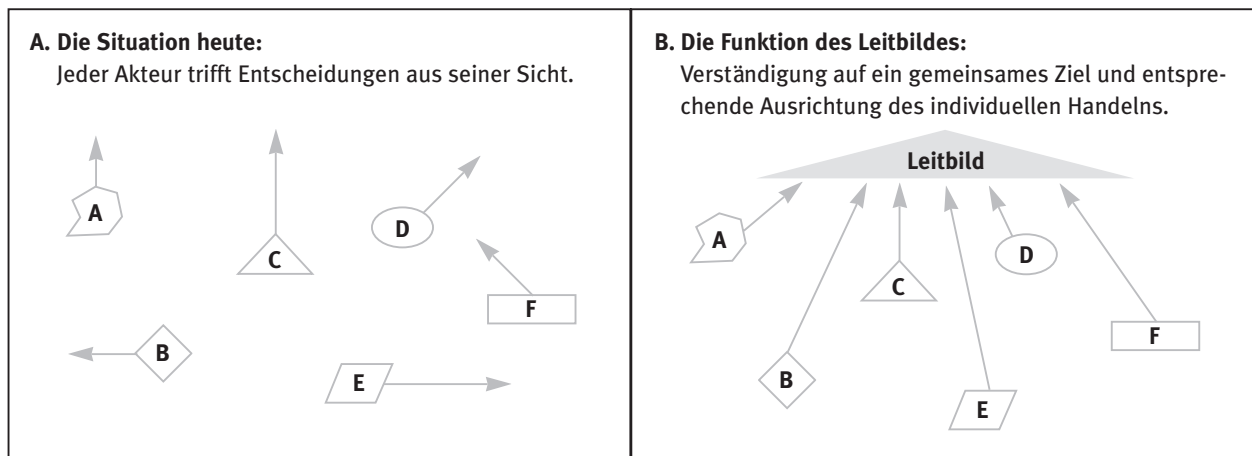 A. Die Situation heute:
Jeder Akteur trifft Entscheidungen aus seiner Sicht.
A
C
D
F
B
E
B. Die Funktion des Leitbildes:
Verständigung auf ein gemeinsames Ziel und entspre-
chende Ausrichtung des individuellen Handelns.
Leitbild
A
D
C
F
B
E